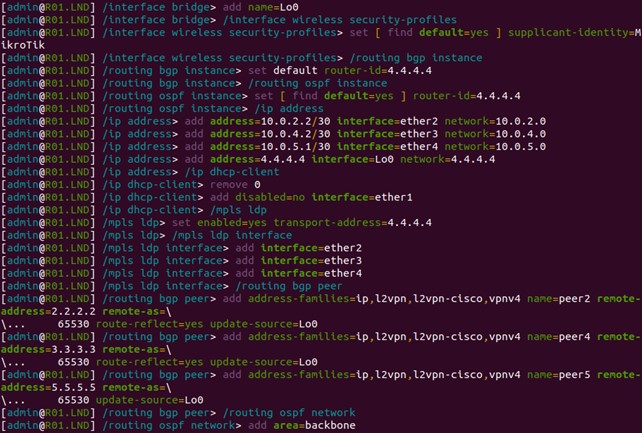 [admin@R01.LND] /interface bridge> add name=Lo0
[admin@R01.LND] /interface bridge> /interface wireless security-profiles
[admin@R01.LND] /interface wireless security-profiles> set [ find default=yes ] supplicant-identity=M
ikroTik
[admin@R01.LND] /interface wireless security-profiles> /routing bgp instance
[admin@R01.LND] /routing bgp instance> set default router-id=4.4.4.4
[admin@R01.LND] /routing bgp instance> /routing ospf instance
[admin@R01.LND] /routing ospf instance> set [ find default=yes ] router-id=4.4.4.4
[admin@R01.LND] /routing ospf instance> /ip address
[admin@R01.LND] /ip address> add address=10.0.2.2/30 interface=ether2 network=10.0.2.0
[admin@R01.LND] /ip address> add address=10.0.4.2/30 interface=ether3 network=10.0.4.0
[admin@R01.LND] /ip address> add address=10.0.5.1/30 interface=ether4 network=10.0.5.0
[admin@R01.LND] /ip address> add address=4.4.4.4 interface=Lo0 network=4.4.4.4
[admin@R01.LND] /ip address> /ip dhcp-client
[admin@R01.LND] /ip dhcp-client> remove 0
[admin@R01.LND] /ip dhcp-client> add disabled=no interface=ether1
[admin@R01.LND] /ip dhcp-client> /mpls ldp
[admin@R01.LND] /mpls ldp> set enabled=yes transport-address=4.4.4.4
[admin@R01.LND] /mpls ldp> /mpls ldp interface
[admin@R01.LND] /mpls ldp interface> add interface=ether2
[admin@R01.LND] /mpls ldp interface> add interface=ether3
[admin@R01.LND] /mpls ldp interface> add interface=ether4
[admin@R01.LND] /mpls ldp interface> /routing bgp peer
[admin@R01.LND] /routing bgp peer> add address-families=ip,l2vpn,l2vpn-cisco,vpnv4 name=peer2 remote-
address=2.2.2.2 remote-as=\
\...     65530 route-reflect=yes update-source=Lo0
[admin@R01.LND] /routing bgp peer> add address-families=ip,l2vpn,l2vpn-cisco,vpnv4 name=peer4 remote-
address=3.3.3.3 remote-as=\
\...     65530 route-reflect=yes update-source=Lo0
[admin@R01.LND] /routing bgp peer> add address-families=ip,l2vpn,l2vpn-cisco,vpnv4 name=peer5 remote-
address=5.5.5.5 remote-as=\
\...     65530 update-source=Lo0
[admin@R01.LND] /routing bgp peer> /routing ospf network
[admin@R01.LND] /routing ospf network> add area=backbone